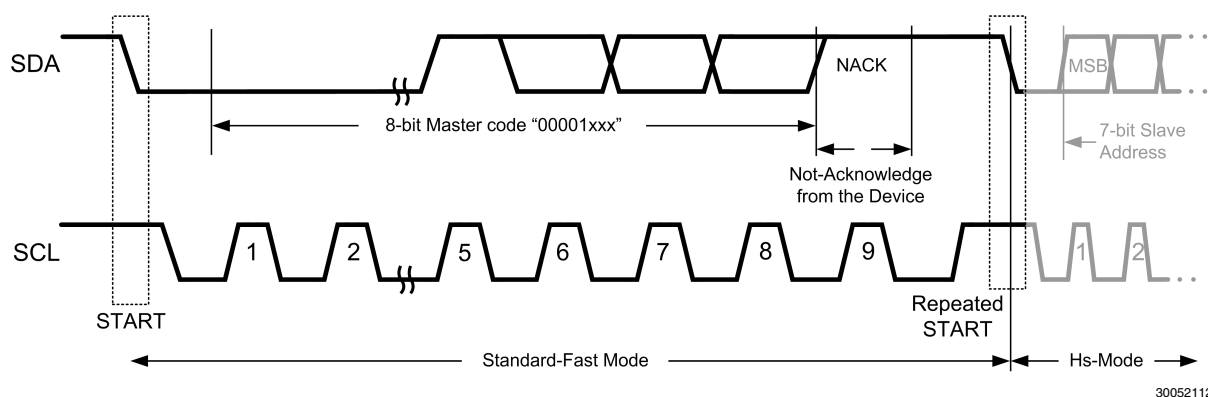 SDA
NACK
MSB
8-bit Master code “00001xxx”
7-bit Slave
Address
Not-Acknowledge
from the Device
SCL
1 2 5 6 7 8 9 1 2
START
Repeated
START
Standard-Fast Mode
Hs-Mode
30052112